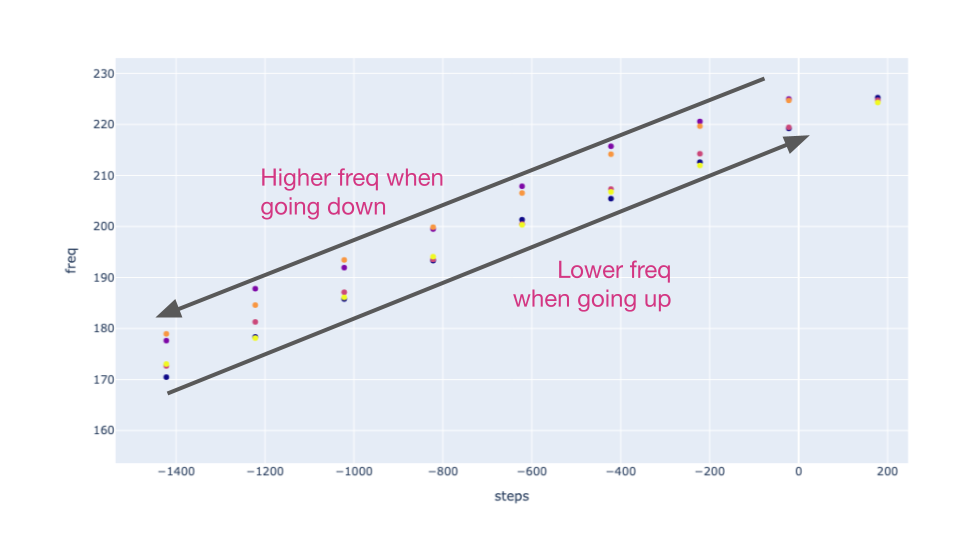 230
220
210
200
190
180
170
160
freq
Higher freq when
going down
Lower freq
when going up
−1400
−1200
−1000
−800
−600
−400
−200
0
200
steps